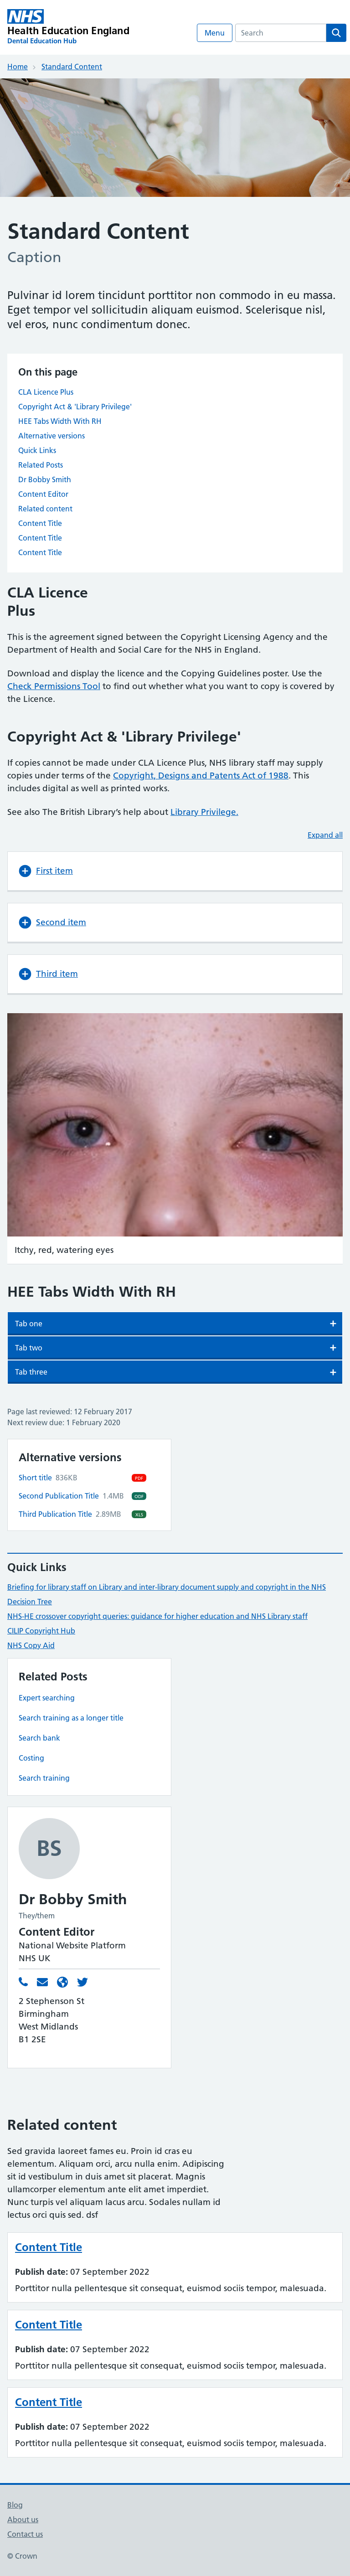 NHS
Health Education England
Dental Education Hub
Menu
Search
Home › Standard Content
Standard Content
Caption
Pulvinar id lorem tincidunt porttitor non commodo in eu massa.
Eget tempor vel sollicitudin aliquam euismod. Scelerisque nisl,
vel eros, nunc condimentum donec.
On this page
CLA Licence Plus
Copyright Act & 'Library Privilege'
HEE Tabs Width With RH
Alternative versions
Quick Links
Related Posts
Dr Bobby Smith
Content Editor
Related content
Content Title
Content Title
Content Title
CLA Licence
Plus
This is the agreement signed between the Copyright Licensing Agency and the
Department of Health and Social Care for the NHS in England.
Download and display the licence and the Copying Guidelines poster. Use the
Check Permissions Tool to find out whether what you want to copy is covered by
the Licence.
Copyright Act & 'Library Privilege'
If copies cannot be made under CLA Licence Plus, NHS library staff may supply
copies under terms of the Copyright, Designs and Patents Act of 1988. This
includes digital as well as printed works.
See also The British Library's help about Library Privilege.
Expand all
First item
Second item
Third item
Itchy, red, watering eyes
HEE Tabs Width With RH
Tab one
Tab two
Tab three
Page last reviewed: 12 February 2017
Next review due: 1 February 2020
Alternative versions
Short title 836KB PDF
Second Publication Title 1.4MB ODF
Third Publication Title 2.89MB XLS
Quick Links
Briefing for library staff on Library and inter-library document supply and copyright in the NHS
Decision Tree
NHS-HE crossover copyright queries: guidance for higher education and NHS Library staff
CILIP Copyright Hub
NHS Copy Aid
Related Posts
Expert searching
Search training as a longer title
Search bank
Costing
Search training
BS
Dr Bobby Smith
They/them
Content Editor
National Website Platform
NHS UK
2 Stephenson St
Birmingham
West Midlands
B1 2SE
Related content
Sed gravida laoreet fames eu. Proin id cras eu
elementum. Aliquam orci, arcu nulla enim. Adipiscing
sit id vestibulum in duis amet sit placerat. Magnis
ullamcorper elementum ante elit amet imperdiet.
Nunc turpis vel aliquam lacus arcu. Sodales nullam id
lectus orci quis sed. dsf
Content Title
Publish date: 07 September 2022
Porttitor nulla pellentesque sit consequat, euismod sociis tempor, malesuada.
Content Title
Publish date: 07 September 2022
Porttitor nulla pellentesque sit consequat, euismod sociis tempor, malesuada.
Content Title
Publish date: 07 September 2022
Porttitor nulla pellentesque sit consequat, euismod sociis tempor, malesuada.
Blog
About us
Contact us
© Crown